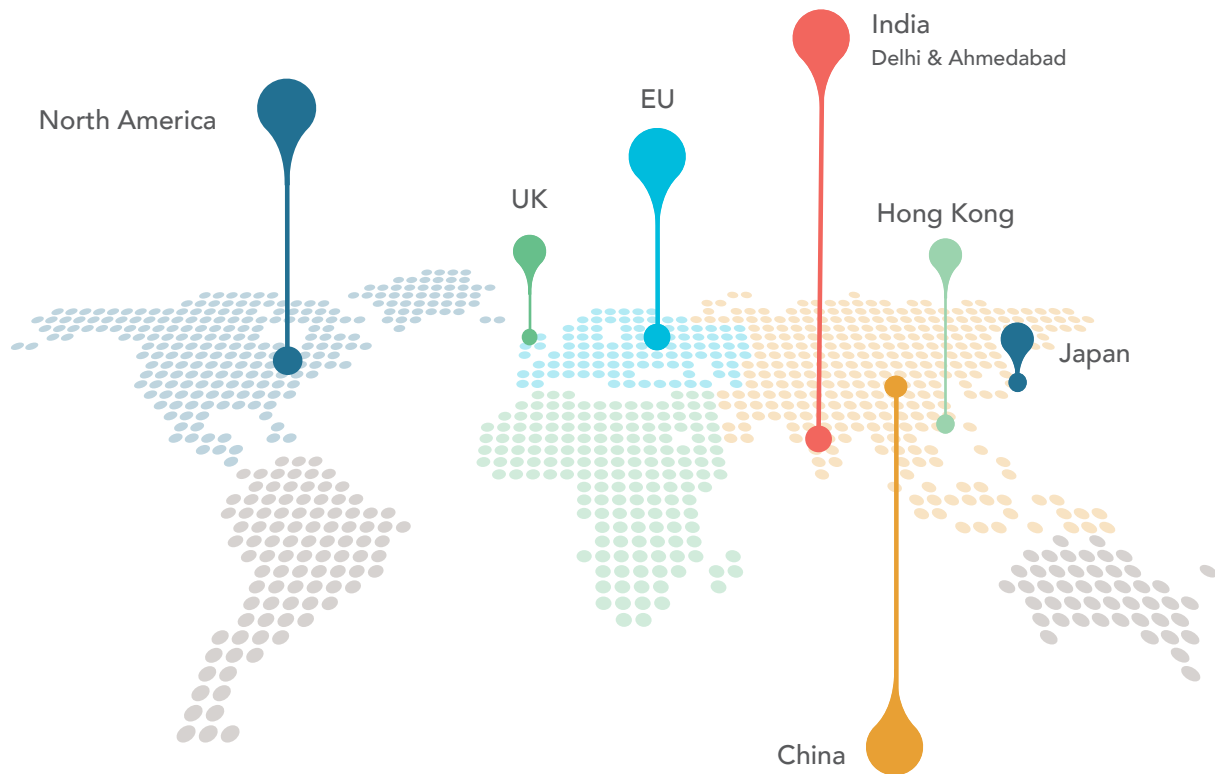 India
Delhi & Ahmedabad
EU
North America
UK
Hong Kong
Japan
China